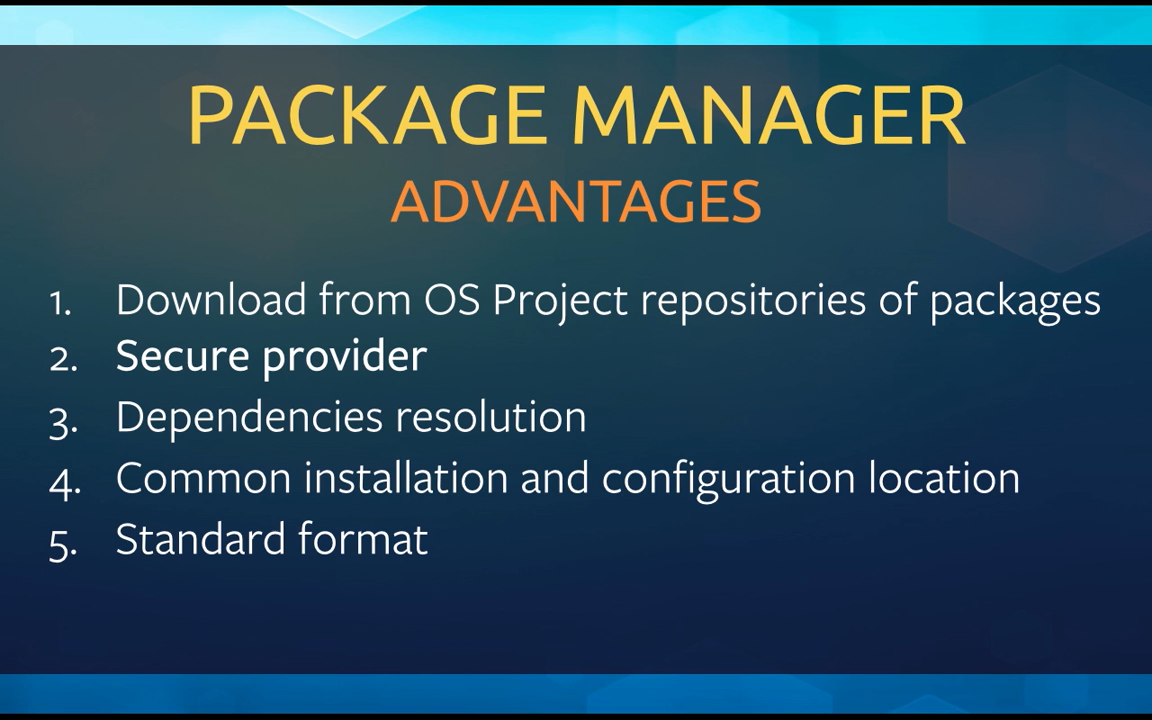 PACKAGE MANAGER
ADVANTAGES
1. Download from OS Project repositories of packages
2. Secure provider
3. Dependencies resolution
4. Common installation and configuration location
5. Standard format